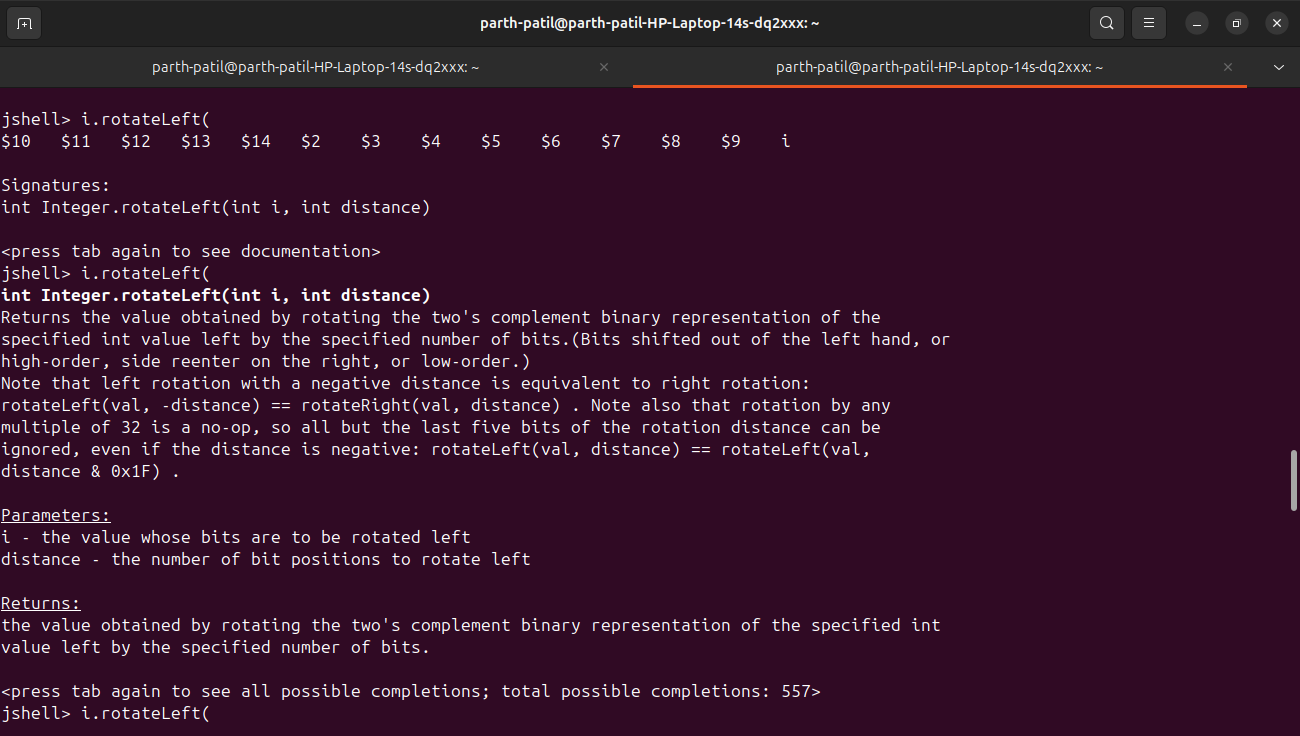 parth-patil@parth-patil-HP-Laptop-14s-dq2xxx: ~
parth-patil@parth-patil-HP-Laptop-14s-dq2xxx: ~
parth-patil@parth-patil-HP-Laptop-14s-dq2xxx: ~
jshell> i.rotateLeft(
$10   $11   $12   $13   $14   $2    $3    $4    $5    $6    $7    $8    $9    i
Signatures:
int Integer.rotateLeft(int i, int distance)
<press tab again to see documentation>
jshell> i.rotateLeft(
int Integer.rotateLeft(int i, int distance)
Returns the value obtained by rotating the two's complement binary representation of the
specified int value left by the specified number of bits.(Bits shifted out of the left hand, or
high-order, side reenter on the right, or low-order.)
Note that left rotation with a negative distance is equivalent to right rotation:
rotateLeft(val, -distance) == rotateRight(val, distance) . Note also that rotation by any
multiple of 32 is a no-op, so all but the last five bits of the rotation distance can be
ignored, even if the distance is negative: rotateLeft(val, distance) == rotateLeft(val,
distance & 0x1F) .
Parameters:
i - the value whose bits are to be rotated left
distance - the number of bit positions to rotate left
Returns:
the value obtained by rotating the two's complement binary representation of the specified int
value left by the specified number of bits.
<press tab again to see all possible completions; total possible completions: 557>
jshell> i.rotateLeft(